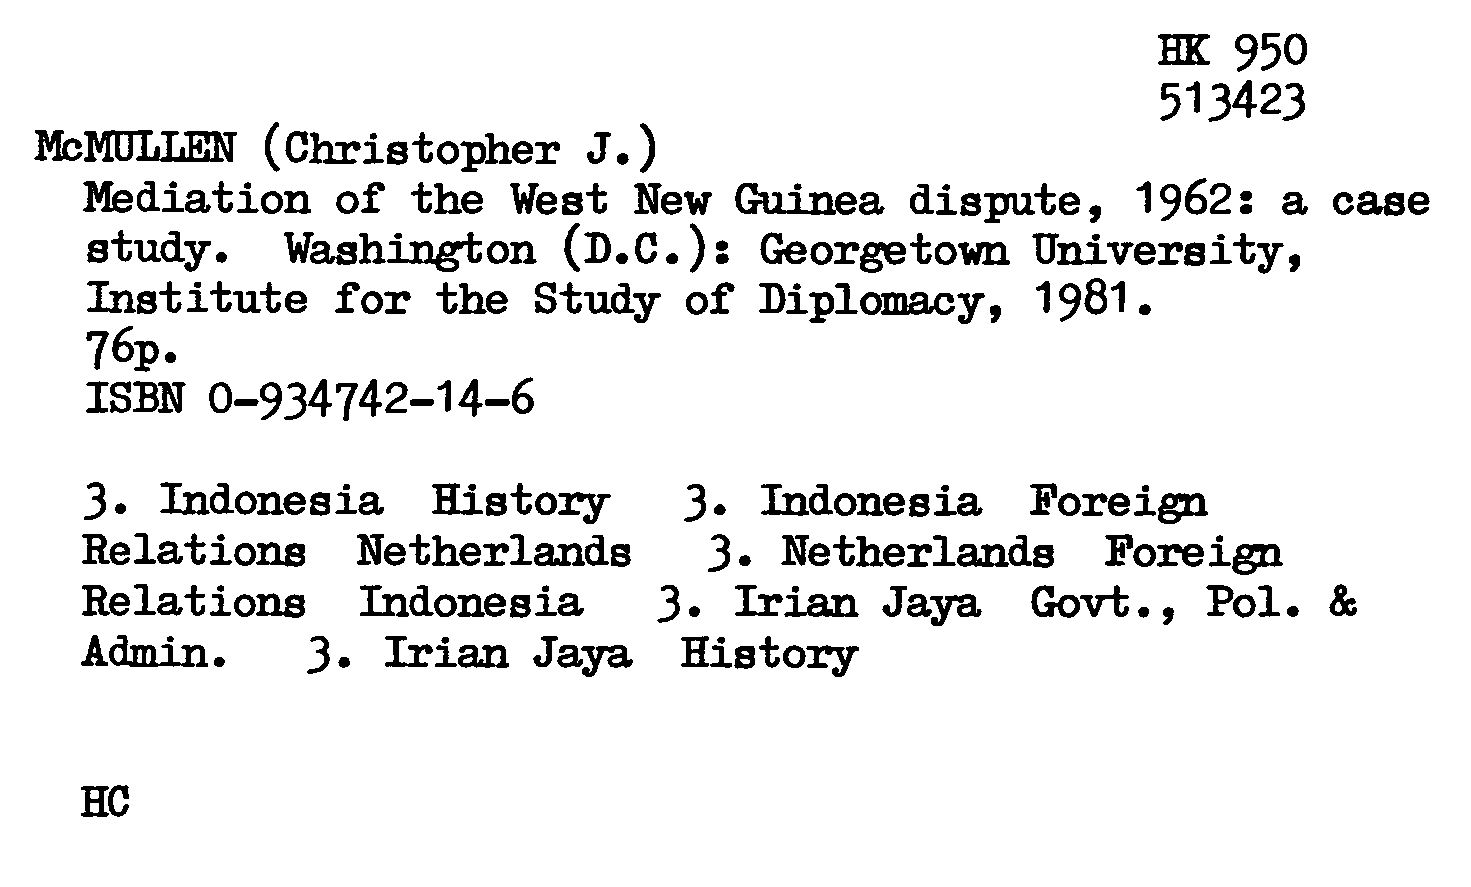 HK 950
513423
McMULLEN (Christopher J.)
Mediation of the West New Guinea dispute, 1962: a case
study.  Washington (D.C.): Georgetown University,
Institute for the Study of Diplomacy, 1981.
76p.
ISBN 0-934742-14-6
3. Indonesia  History   3. Indonesia  Foreign
Relations  Netherlands   3. Netherlands  Foreign
Relations  Indonesia   3. Irian Jaya  Govt., Pol. &
Admin.   3. Irian Jaya  History
HC